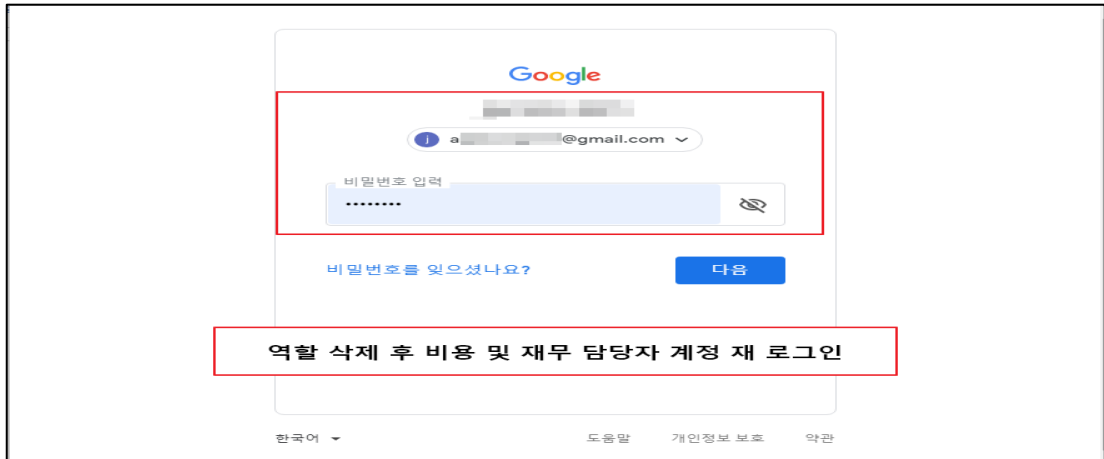 Google
a @gmail.com
비밀번호 입력
••••••••
비밀번호를 잊으셨나요?
다음
역할 삭제 후 비용 및 재무 담당자 계정 재 로그인
한국어
도움말 개인정보 보호 약관